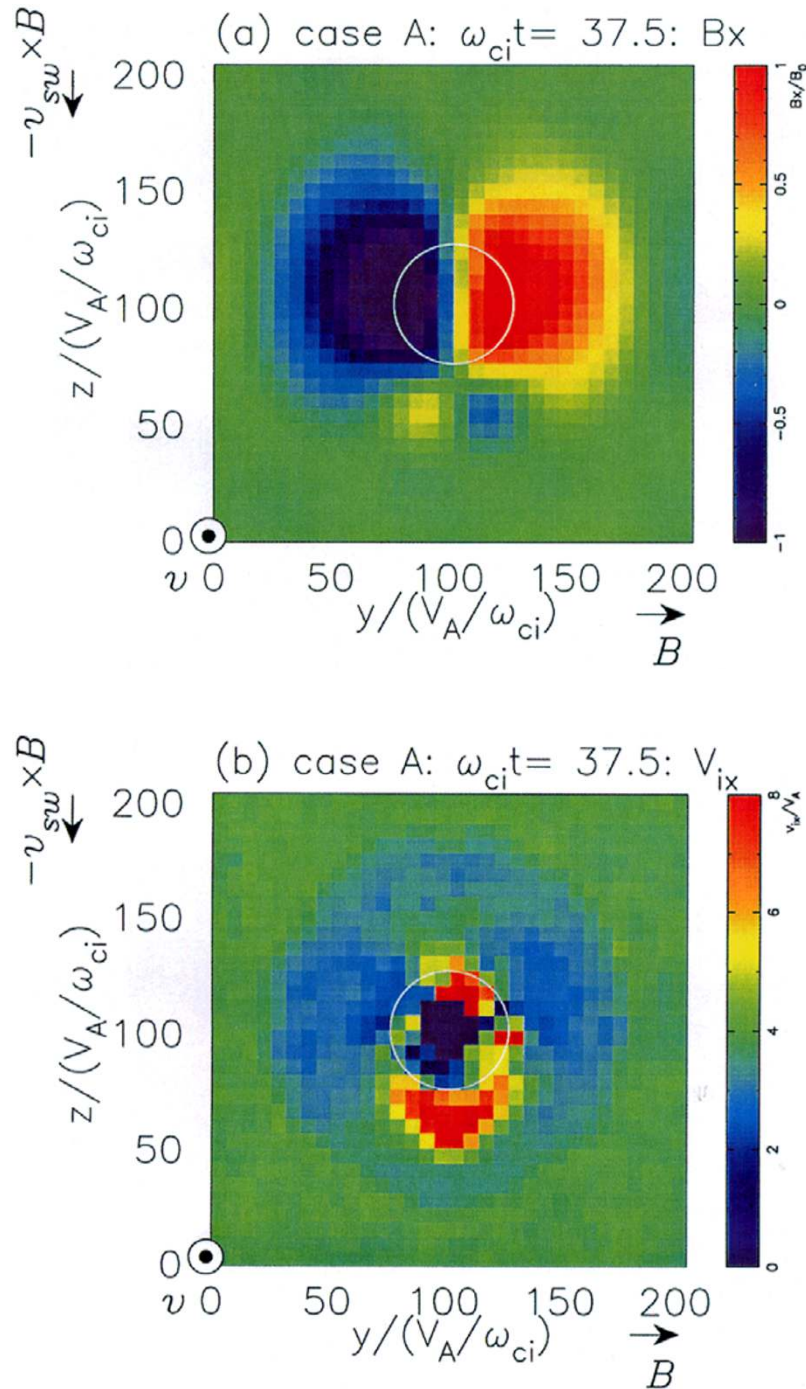 (a) case A: ω_ci t= 37.5: Bx
−v_sw×B
200
150
100
50
0
z/(V_A/ω_ci)
v
0 50 100 150 200
y/(V_A/ω_ci)
B
Bx/B_0
1
0.5
0
−0.5
−1
(b) case A: ω_ci t= 37.5: V_ix
−v_sw×B
200
150
100
50
0
z/(V_A/ω_ci)
v
0 50 100 150 200
y/(V_A/ω_ci)
B
v_ix/V_A
8
6
4
2
0